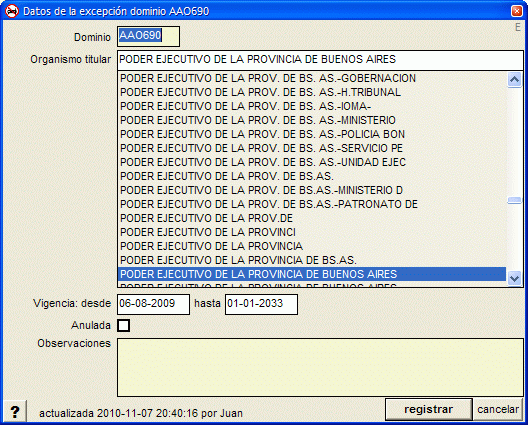 Datos de la excepción dominio AAO690
E
Dominio AAO690
Organismo titular PODER EJECUTIVO DE LA PROVINCIA DE BUENOS AIRES
PODER EJECUTIVO DE LA PROV. DE BS. AS.-GOBERNACION
PODER EJECUTIVO DE LA PROV. DE BS. AS.-H.TRIBUNAL
PODER EJECUTIVO DE LA PROV. DE BS. AS.-IOMA-
PODER EJECUTIVO DE LA PROV. DE BS. AS.-MINISTERIO
PODER EJECUTIVO DE LA PROV. DE BS. AS.-POLICIA BON
PODER EJECUTIVO DE LA PROV. DE BS. AS.-SERVICIO PE
PODER EJECUTIVO DE LA PROV. DE BS. AS.-UNIDAD EJEC
PODER EJECUTIVO DE LA PROV. DE BS.AS.
PODER EJECUTIVO DE LA PROV. DE BS.AS.-MINISTERIO D
PODER EJECUTIVO DE LA PROV. DE BS.AS.-PATRONATO DE
PODER EJECUTIVO DE LA PROV.DE
PODER EJECUTIVO DE LA PROVINCI
PODER EJECUTIVO DE LA PROVINCIA
PODER EJECUTIVO DE LA PROVINCIA DE BS.AS.
PODER EJECUTIVO DE LA PROVINCIA DE BUENOS AIRES
PODER EJECUTIVO DE LA PROVINCIA DE BUENOS AIRES
Vigencia: desde 06-08-2009 hasta 01-01-2033
Anulada
Observaciones
? actualizada 2010-11-07 20:40:16 por Juan registrar cancelar